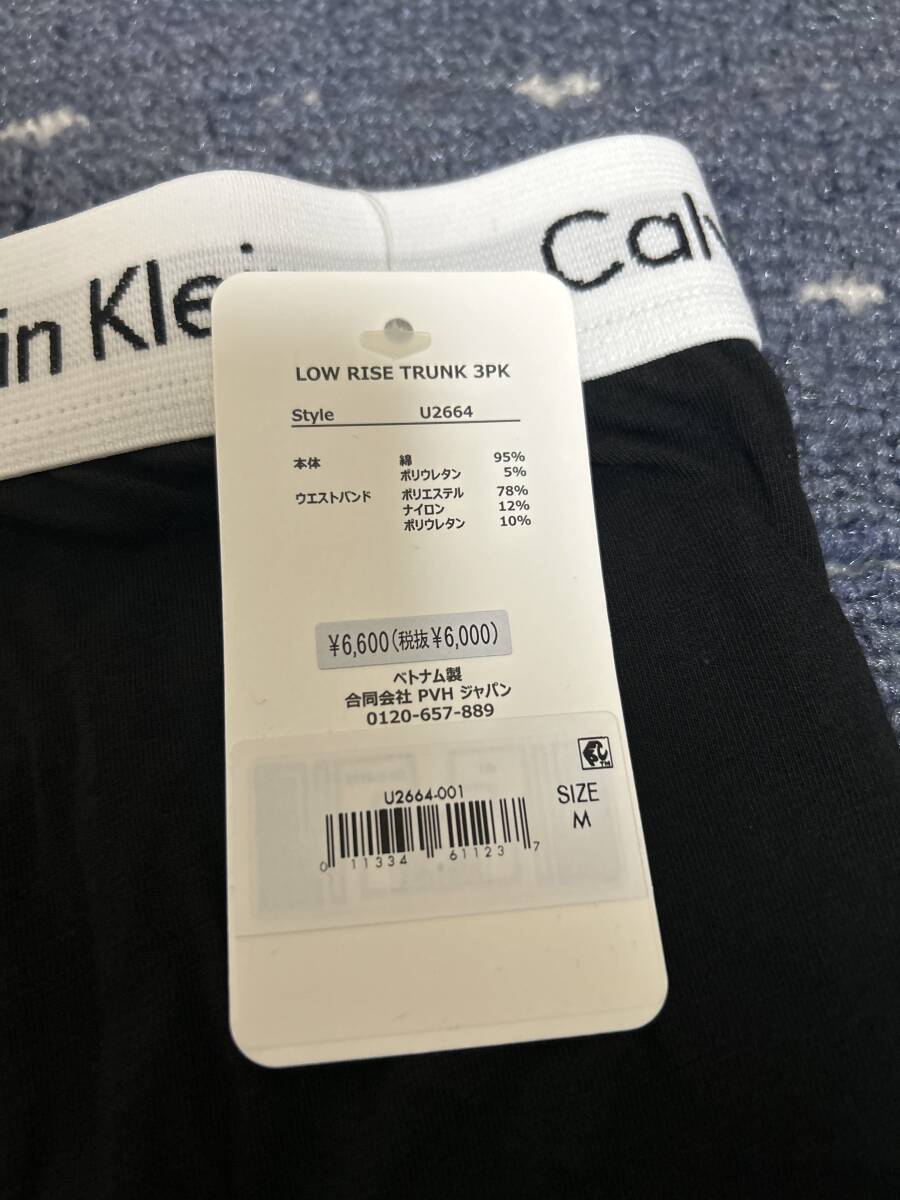 in Klein
Calv
LOW RISE TRUNK 3PK
Style U2664
本体 綿 95%
ポリウレタン 5%
ウエストバンド ポリエステル 78%
ナイロン 12%
ポリウレタン 10%
¥6,600(税抜¥6,000)
ベトナム製
合同会社 PVH ジャパン
0120-657-889
U2664-001
SIZE
M
0 11334 61123 7